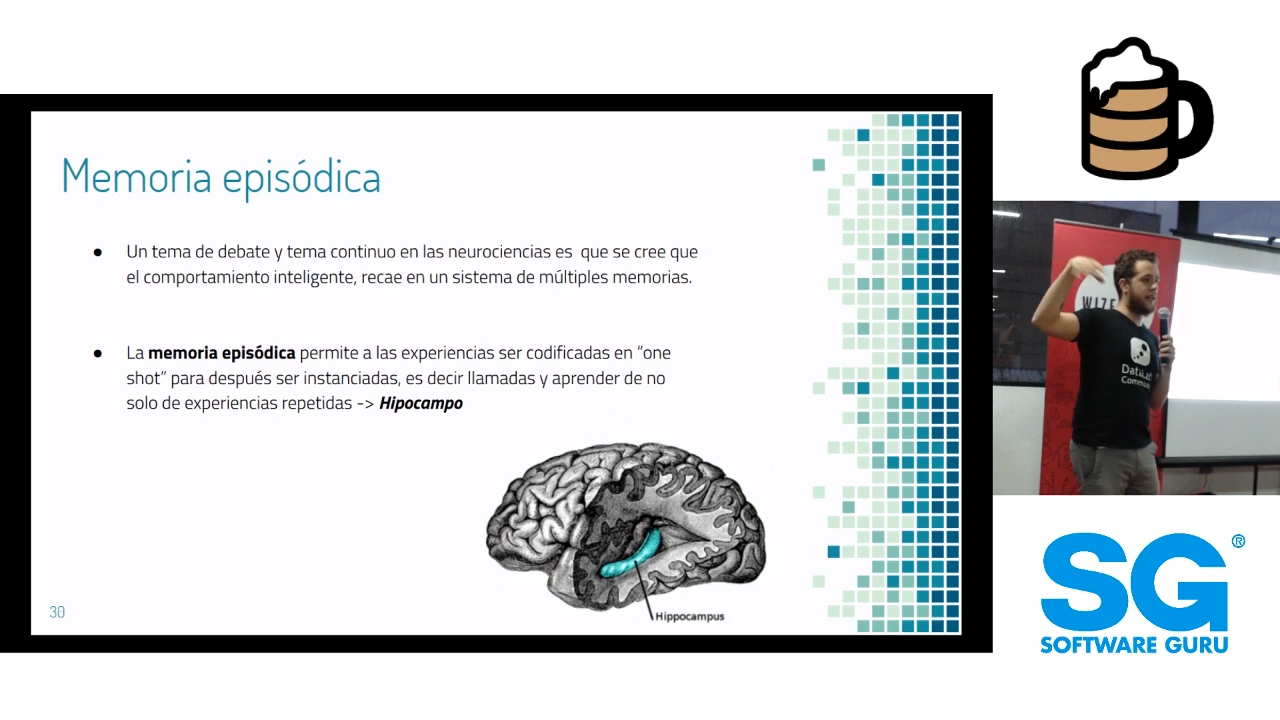 Memoria episódica
● Un tema de debate y tema continuo en las neurociencias es que se cree que
el comportamiento inteligente, recae en un sistema de múltiples memorias.
● La memoria episódica permite a las experiencias ser codificadas en “one
shot” para después ser instanciadas, es decir llamadas y aprender de no
solo de experiencias repetidas -> Hipocampo
Hippocampus
30
WIZE
SG®
SOFTWARE GURU